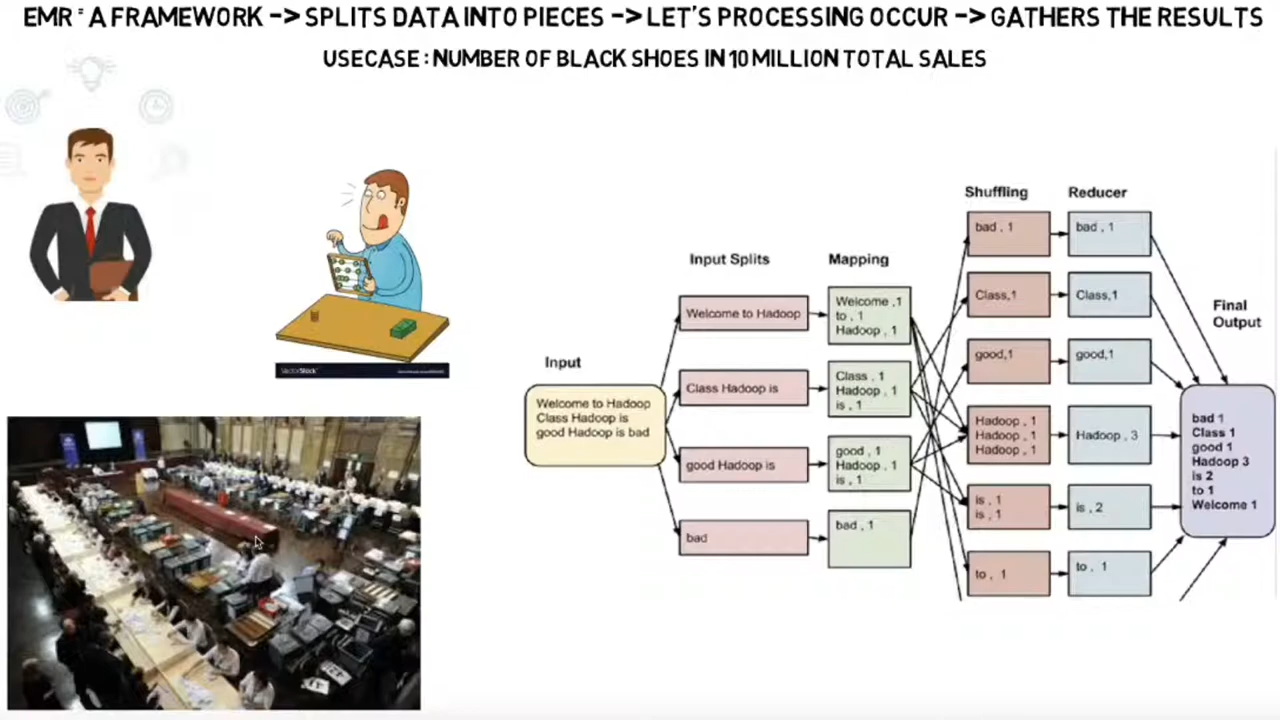 EMR = A FRAMEWORK -> SPLITS DATA INTO PIECES -> LET'S PROCESSING OCCUR -> GATHERS THE RESULTS
USECASE : NUMBER OF BLACK SHOES IN 10 MILLION TOTAL SALES
VectorStock
Input
Welcome to Hadoop
Class Hadoop is
good Hadoop is bad
Input Splits
Welcome to Hadoop
Class Hadoop is
good Hadoop is
bad
Mapping
Welcome ,1
to , 1
Hadoop , 1
Class , 1
Hadoop , 1
is , 1
good , 1
Hadoop , 1
is , 1
bad , 1
Shuffling
bad , 1
Class,1
good,1
Hadoop , 1
Hadoop , 1
Hadoop , 1
is , 1
is , 1
to , 1
Reducer
bad , 1
Class,1
good,1
Hadoop , 3
is , 2
to , 1
Final
Output
bad 1
Class 1
good 1
Hadoop 3
is 2
to 1
Welcome 1